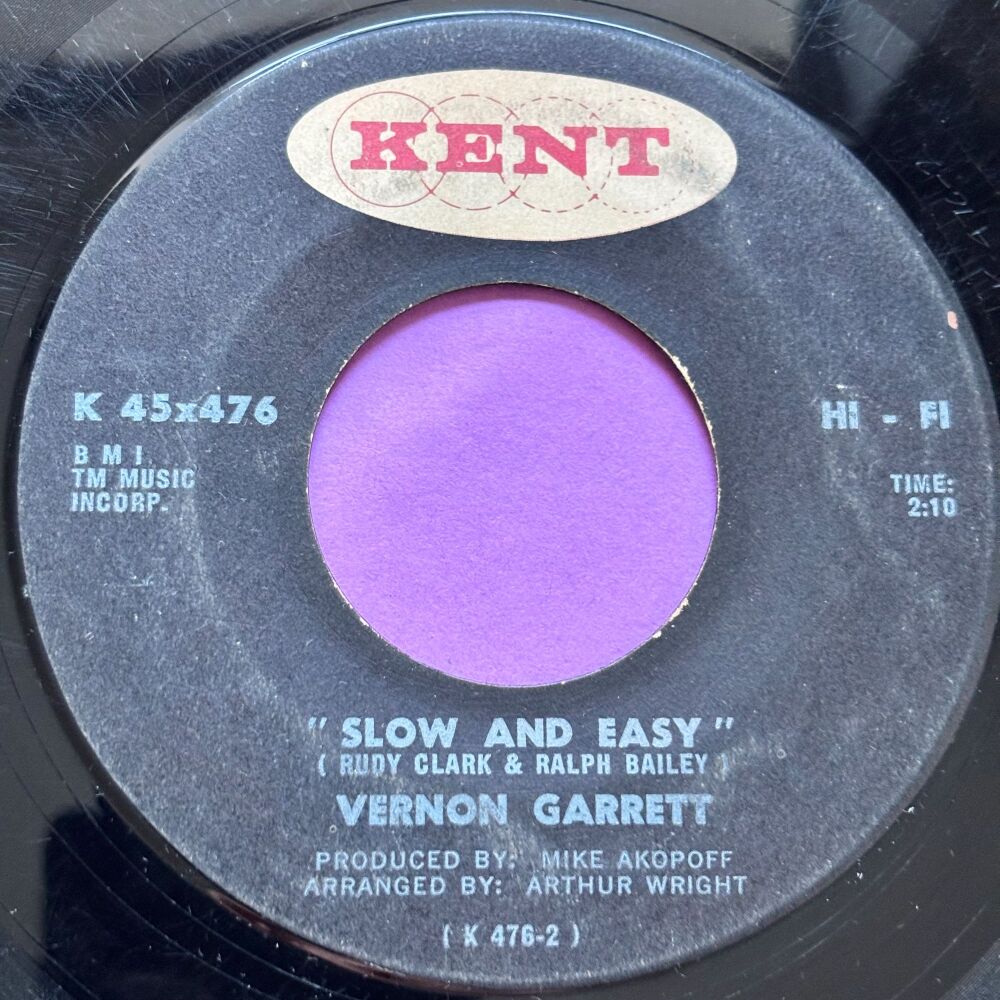 KENT
K 45x476
B M I
TM MUSIC
INCORP.
HI - FI
TIME:
2:10
" SLOW AND EASY "
( RUDY CLARK & RALPH BAILEY )
VERNON GARRETT
PRODUCED BY: MIKE AKOPOFF
ARRANGED BY: ARTHUR WRIGHT
( K 476-2 )